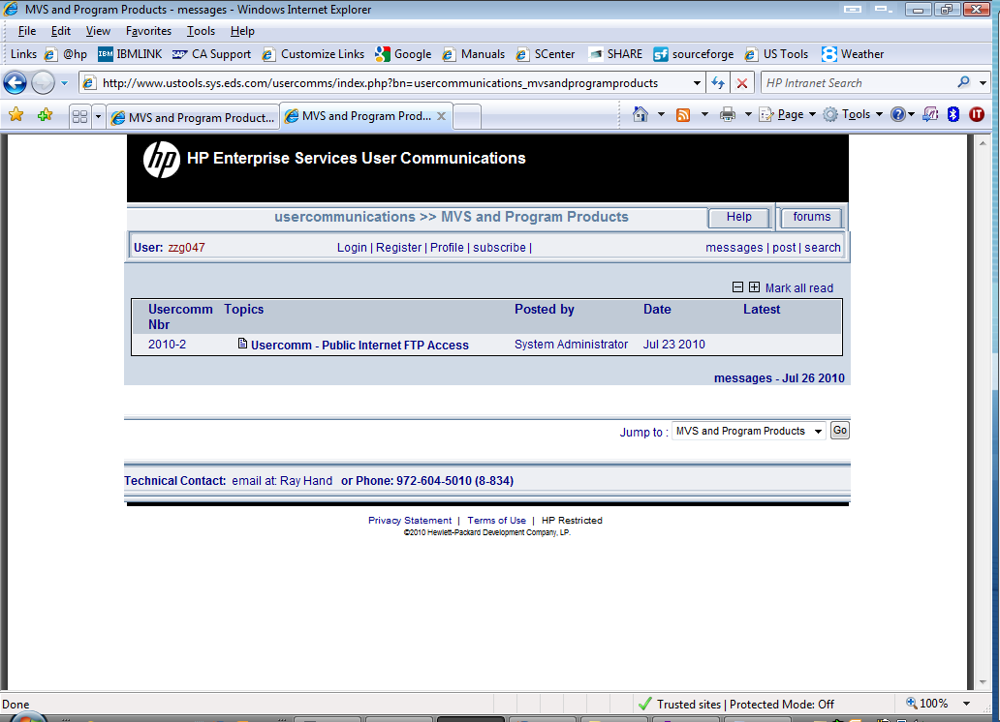 MVS and Program Products - messages - Windows Internet Explorer
File Edit View Favorites Tools Help
Links @hp IBM IBMLINK CA Support Customize Links Google Manuals SCenter SHARE sf sourceforge US Tools 8 Weather
http://www.ustools.sys.eds.com/usercomms/index.php?bn=usercommunications_mvsandprogramproducts HP Intranet Search
MVS and Program Product... MVS and Program Prod... Page Tools IT
hp HP Enterprise Services User Communications
usercommunications >> MVS and Program Products Help forums
User: zzg047 Login | Register | Profile | subscribe | messages | post | search
Mark all read
Usercomm Nbr Topics Posted by Date Latest
2010-2 Usercomm - Public Internet FTP Access System Administrator Jul 23 2010
messages - Jul 26 2010
Jump to : MVS and Program Products Go
Technical Contact: email at: Ray Hand or Phone: 972-604-5010 (8-834)
Privacy Statement | Terms of Use | HP Restricted
©2010 Hewlett-Packard Development Company, LP.
Done Trusted sites | Protected Mode: Off 100%